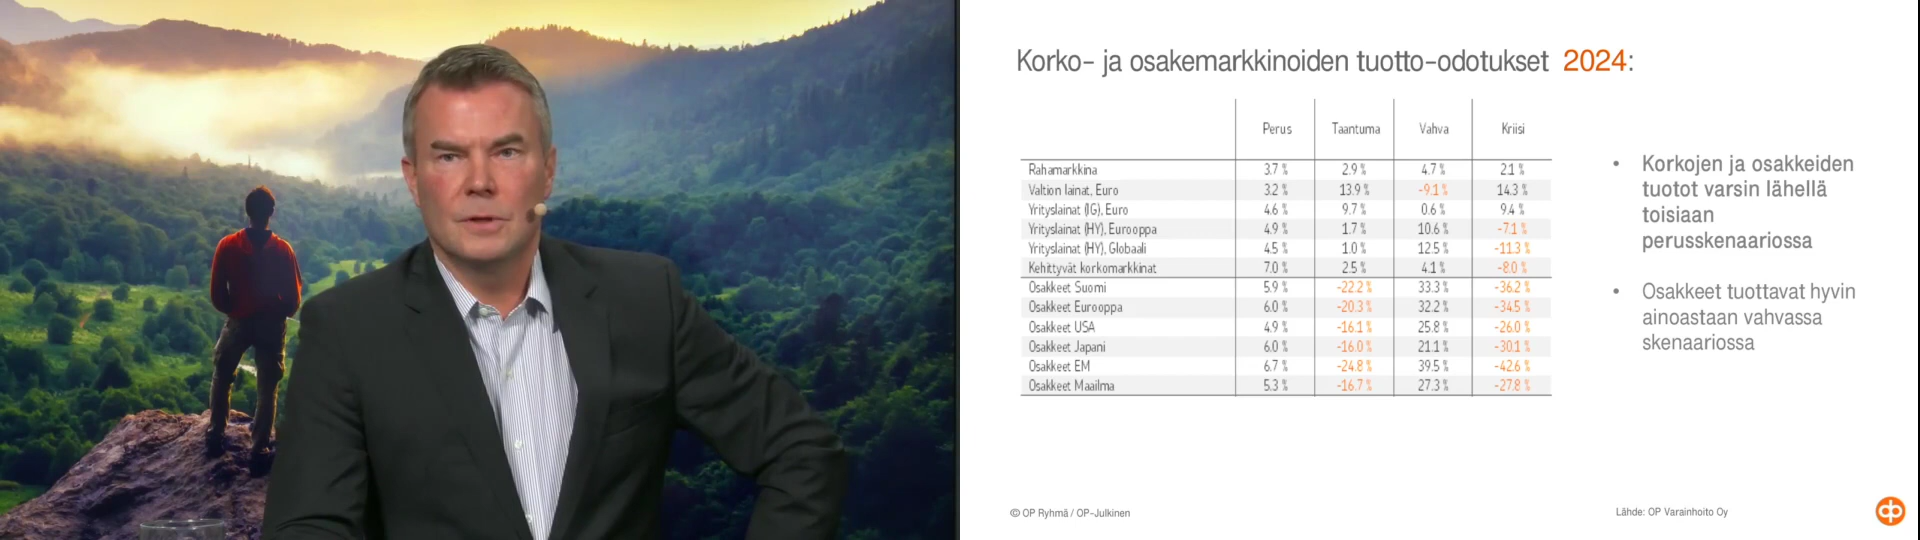 Korko- ja osakemarkkinoiden tuotto-odotukset 2024:
Perus Taantuma Vahva Kriisi
Rahamarkkina 3.7 % 2.9 % 4.7 % 2.1 %
Valtion lainat, Euro 3.2 % 13.9 % -9.1 % 14.3 %
Yrityslainat (IG), Euro 4.6 % 9.7 % 0.6 % 9.4 %
Yrityslainat (HY), Eurooppa 4.9 % 1.7 % 10.6 % -7.1 %
Yrityslainat (HY), Globaali 4.5 % 1.0 % 12.5 % -11.3 %
Kehittyvät korkomarkkinat 7.0 % 2.5 % 4.1 % -8.0 %
Osakkeet Suomi 5.9 % -22.2 % 33.3 % -36.2 %
Osakkeet Eurooppa 6.0 % -20.3 % 32.2 % -34.5 %
Osakkeet USA 4.9 % -16.1 % 25.8 % -26.0 %
Osakkeet Japani 6.0 % -16.0 % 21.1 % -30.1 %
Osakkeet EM 6.7 % -24.8 % 39.5 % -42.6 %
Osakkeet Maailma 5.3 % -16.7 % 27.3 % -27.8 %
• Korkojen ja osakkeiden
tuotot varsin lähellä
toisiaan
perusskenaariossa
• Osakkeet tuottavat hyvin
ainoastaan vahvassa
skenaariossa
© OP Ryhmä / OP-Julkinen
Lähde: OP Varainhoito Oy
op